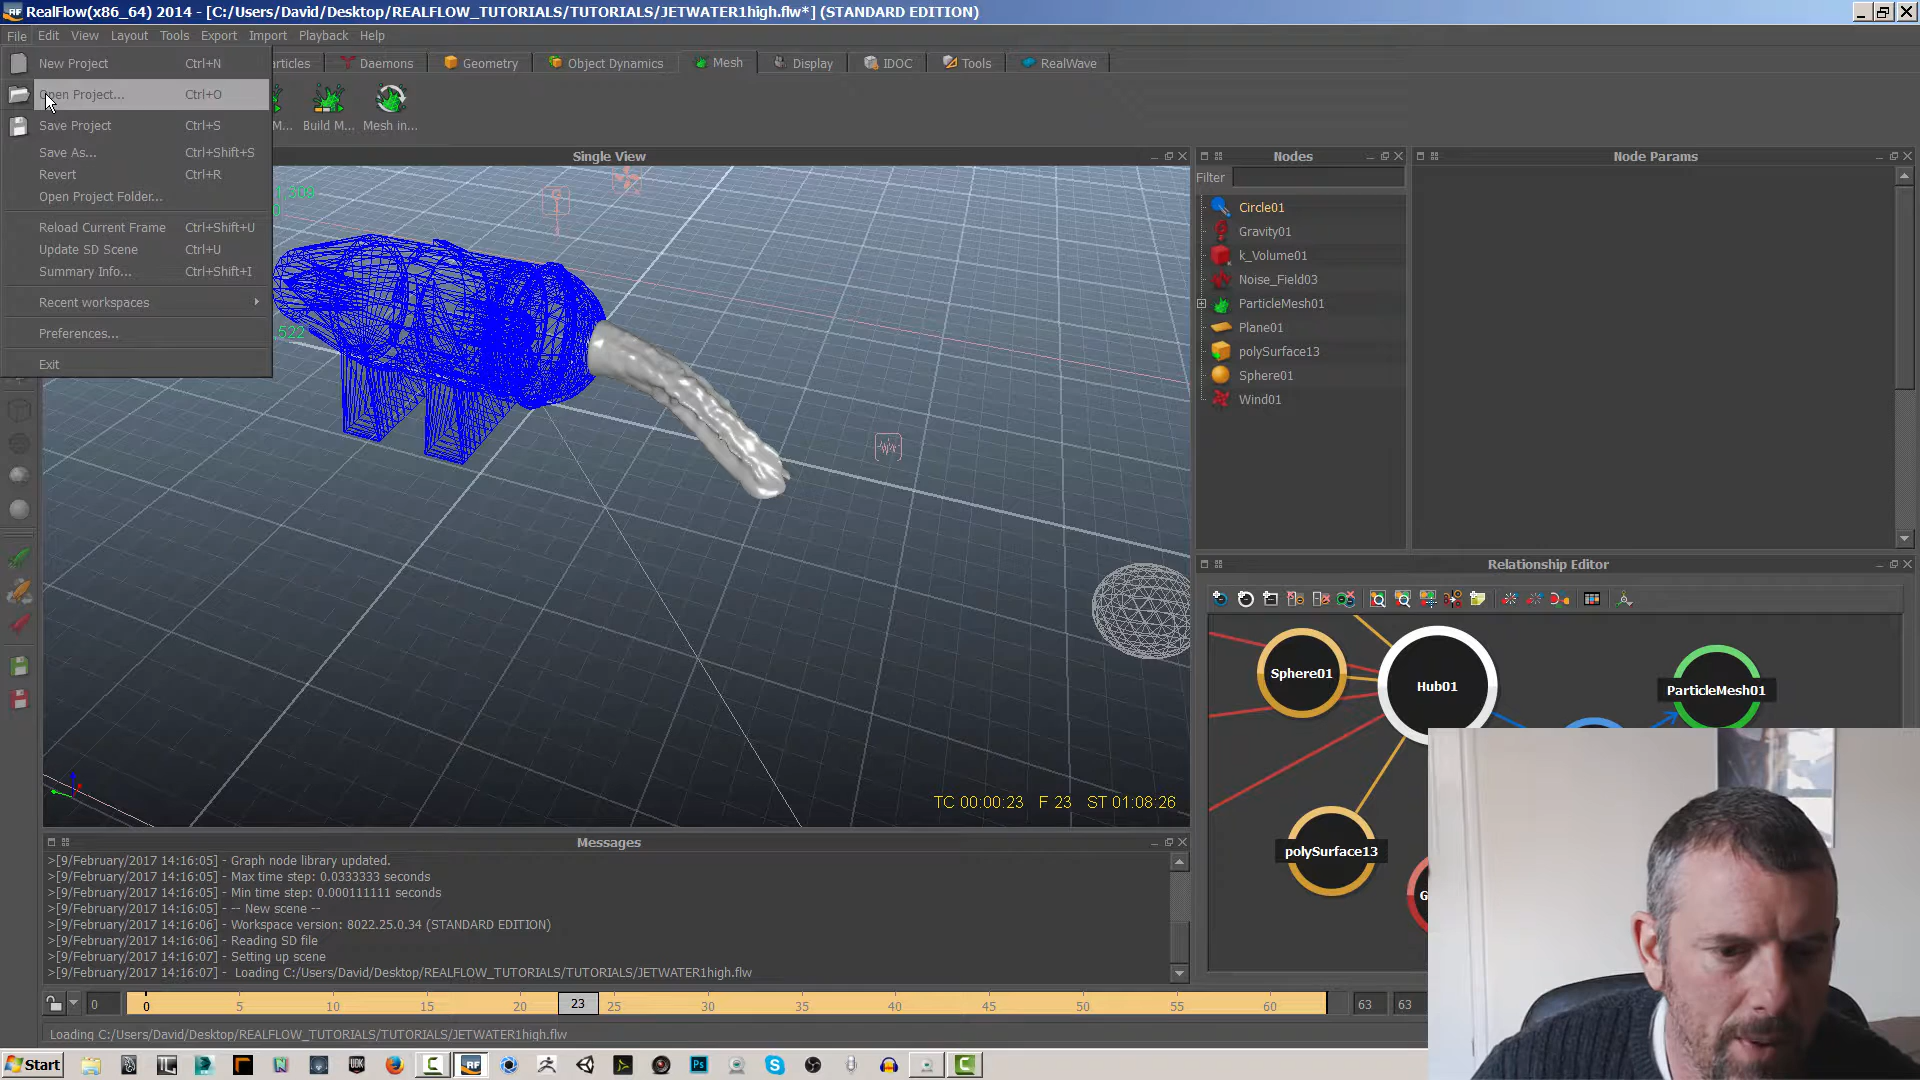 RealFlow(x86_64) 2014 - [C:/Users/David/Desktop/REALFLOW_TUTORIALS/TUTORIALS/JETWATER1high.flw*] (STANDARD EDITION)
File Edit View Layout Tools Selection Export Import Playback Help
New Project Ctrl+N
Open Project... Ctrl+O
Save Project Ctrl+S
Save As... Ctrl+Shift+S
Revert Ctrl+R
Open Project Folder...
Reload Current Frame Ctrl+Shift+U
Update SD Scene Ctrl+U
Summary Info... Ctrl+Shift+I
Recent workspaces
Preferences...
Exit
articles Daemons Geometry Object Dynamics Mesh Display IDOC Tools RealWave
M... Build M... Mesh in...
Single View
522
TC 00:00:23 F 23 ST 01:08:26
Nodes
Filter
Circle01
Gravity01
k_Volume01
Noise_Field03
ParticleMesh01
Plane01
polySurface13
Sphere01
Wind01
Node Params
Relationship Editor
Sphere01
Hub01
ParticleMesh01
polySurface13
G
Messages
>[9/February/2017 14:16:05] - Graph node library updated.
>[9/February/2017 14:16:05] - Max time step: 0.0333333 seconds
>[9/February/2017 14:16:05] - Min time step: 0.000111111 seconds
>[9/February/2017 14:16:05] - -- New scene --
>[9/February/2017 14:16:06] - Workspace version: 8022.25.0.34 (STANDARD EDITION)
>[9/February/2017 14:16:06] - Reading SD file
>[9/February/2017 14:16:07] - Setting up scene
>[9/February/2017 14:16:07] - Loading C:/Users/David/Desktop/REALFLOW_TUTORIALS/TUTORIALS/JETWATER1high.flw
0 0 5 10 15 20 23 25 30 35 40 45 50 55 60 63 63
Loading C:/Users/David/Desktop/REALFLOW_TUTORIALS/TUTORIALS/JETWATER1high.flw
Start